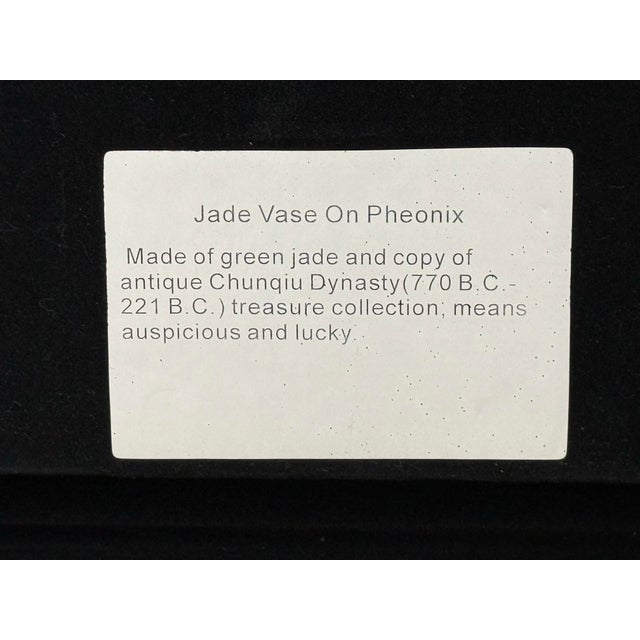 Jade Vase On Pheonix
Made of green jade and copy of
antique Chunqiu Dynasty(770 B.C.-
221 B.C.) treasure collection; means
auspicious and lucky.